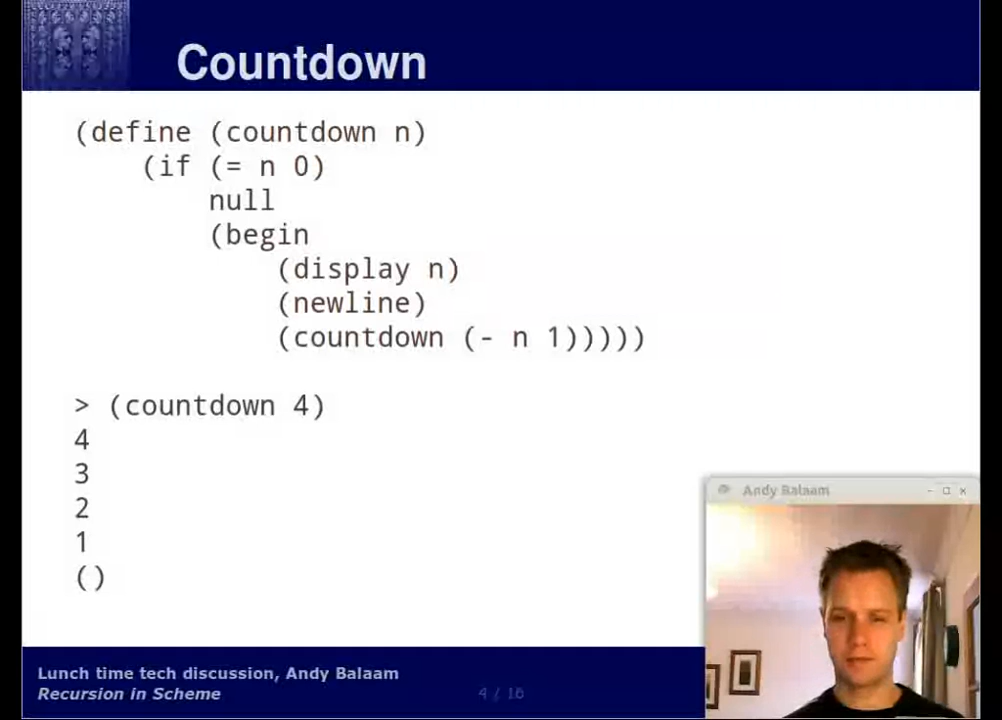 Countdown
(define (countdown n)
(if (= n 0)
null
(begin
(display n)
(newline)
(countdown (- n 1)))))
> (countdown 4)
4
3
2
1
()
Andy Balaam
Lunch time tech discussion, Andy Balaam
Recursion in Scheme
4 / 16